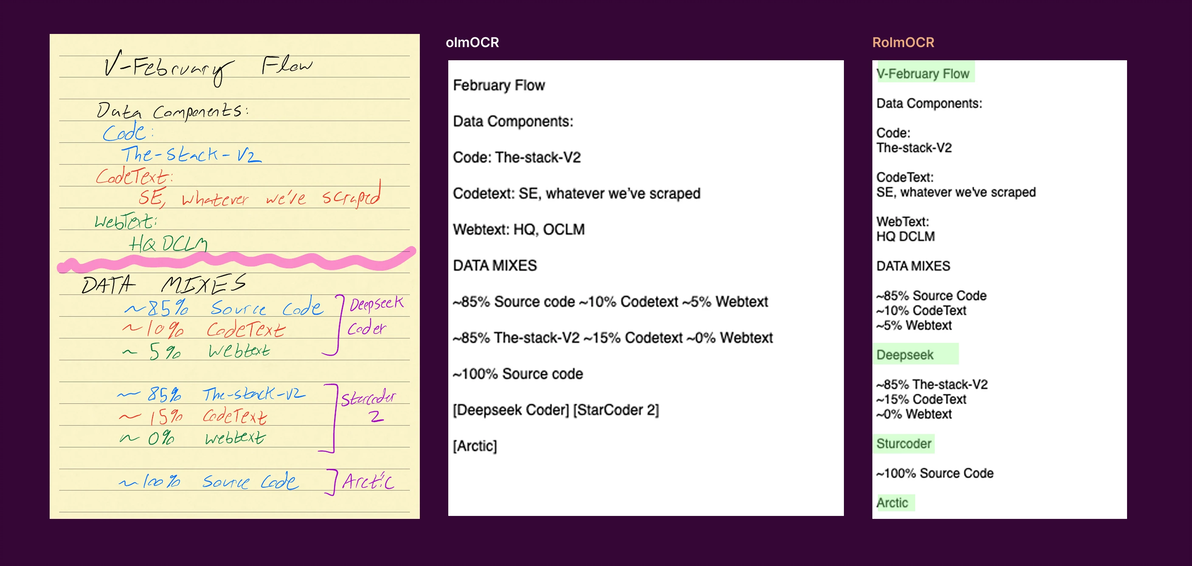 V-February Flow
Data Components:
Code:
The-Stack-V2
CodeText:
SE, whatever we've scraped
WebText:
HQ DCLM
DATA MIXES
~85% Source Code
~10% CodeText
~5% Webtext
Deepseek
Coder
~85% The-stack-V2
~15% CodeText
~0% Webtext
Starcoder
2
~100% Source Code
Arctic
olmOCR
February Flow
Data Components:
Code: The-stack-V2
Codetext: SE, whatever we've scraped
Webtext: HQ, OCLM
DATA MIXES
~85% Source code ~10% Codetext ~5% Webtext
~85% The-stack-V2 ~15% Codetext ~0% Webtext
~100% Source code
[Deepseek Coder] [StarCoder 2]
[Arctic]
RolmOCR
V-February Flow
Data Components:
Code:
The-stack-V2
CodeText:
SE, whatever we've scraped
WebText:
HQ DCLM
DATA MIXES
~85% Source Code
~10% CodeText
~5% Webtext
Deepseek
~85% The-stack-V2
~15% CodeText
~0% Webtext
Sturcoder
~100% Source Code
Arctic